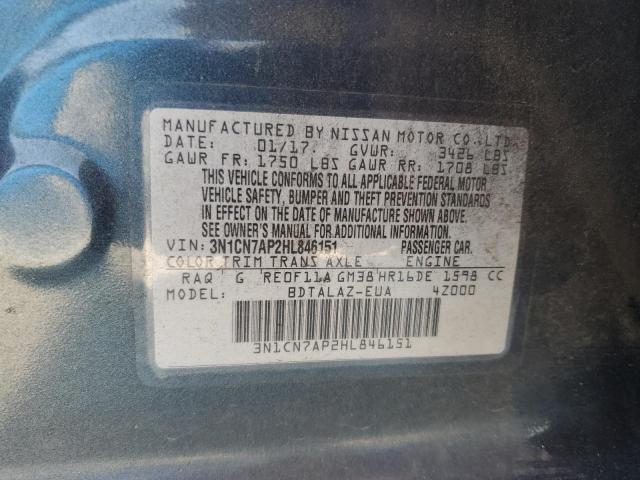 MANUFACTURED BY NISSAN MOTOR CO., LTD.
DATE: 01/17. GVWR: 3426 LBS
GAWR FR: 1750 LBS GAWR RR: 1708 LBS
THIS VEHICLE CONFORMS TO ALL APPLICABLE FEDERAL MOTOR
VEHICLE SAFETY, BUMPER AND THEFT PREVENTION STANDARDS
IN EFFECT ON THE DATE OF MANUFACTURE SHOWN ABOVE.
SEE OWNER'S MANUAL FOR ADDITIONAL INFORMATION.
VIN: 3N1CN7AP2HL846151 PASSENGER CAR.
COLOR TRIM TRANS AXLE ENGINE
RAQ G RE0F11A GM38 HR16DE 1598 CC
MODEL: BDTALAZ-EUA 4Z000
3N1CN7AP2HL846151